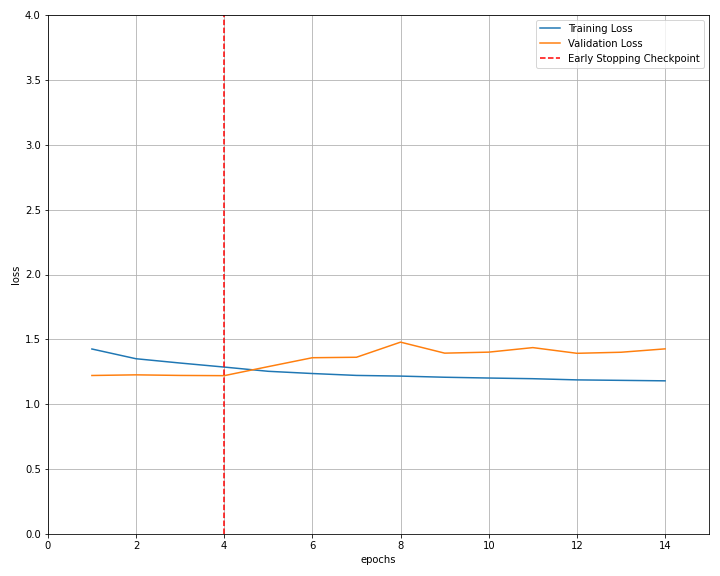 4.0
3.5
3.0
2.5
2.0
1.5
1.0
0.5
0.0
loss
0 2 4 6 8 10 12 14
epochs
Training Loss
Validation Loss
Early Stopping Checkpoint